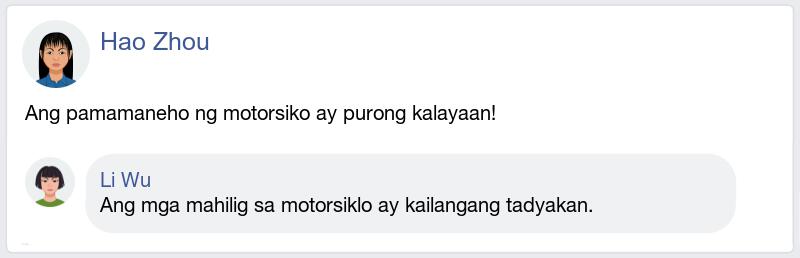 Hao Zhou
Ang pamamaneho ng motorsiko ay purong kalayaan!
Li Wu
Ang mga mahilig sa motorsiklo ay kailangang tadyakan.